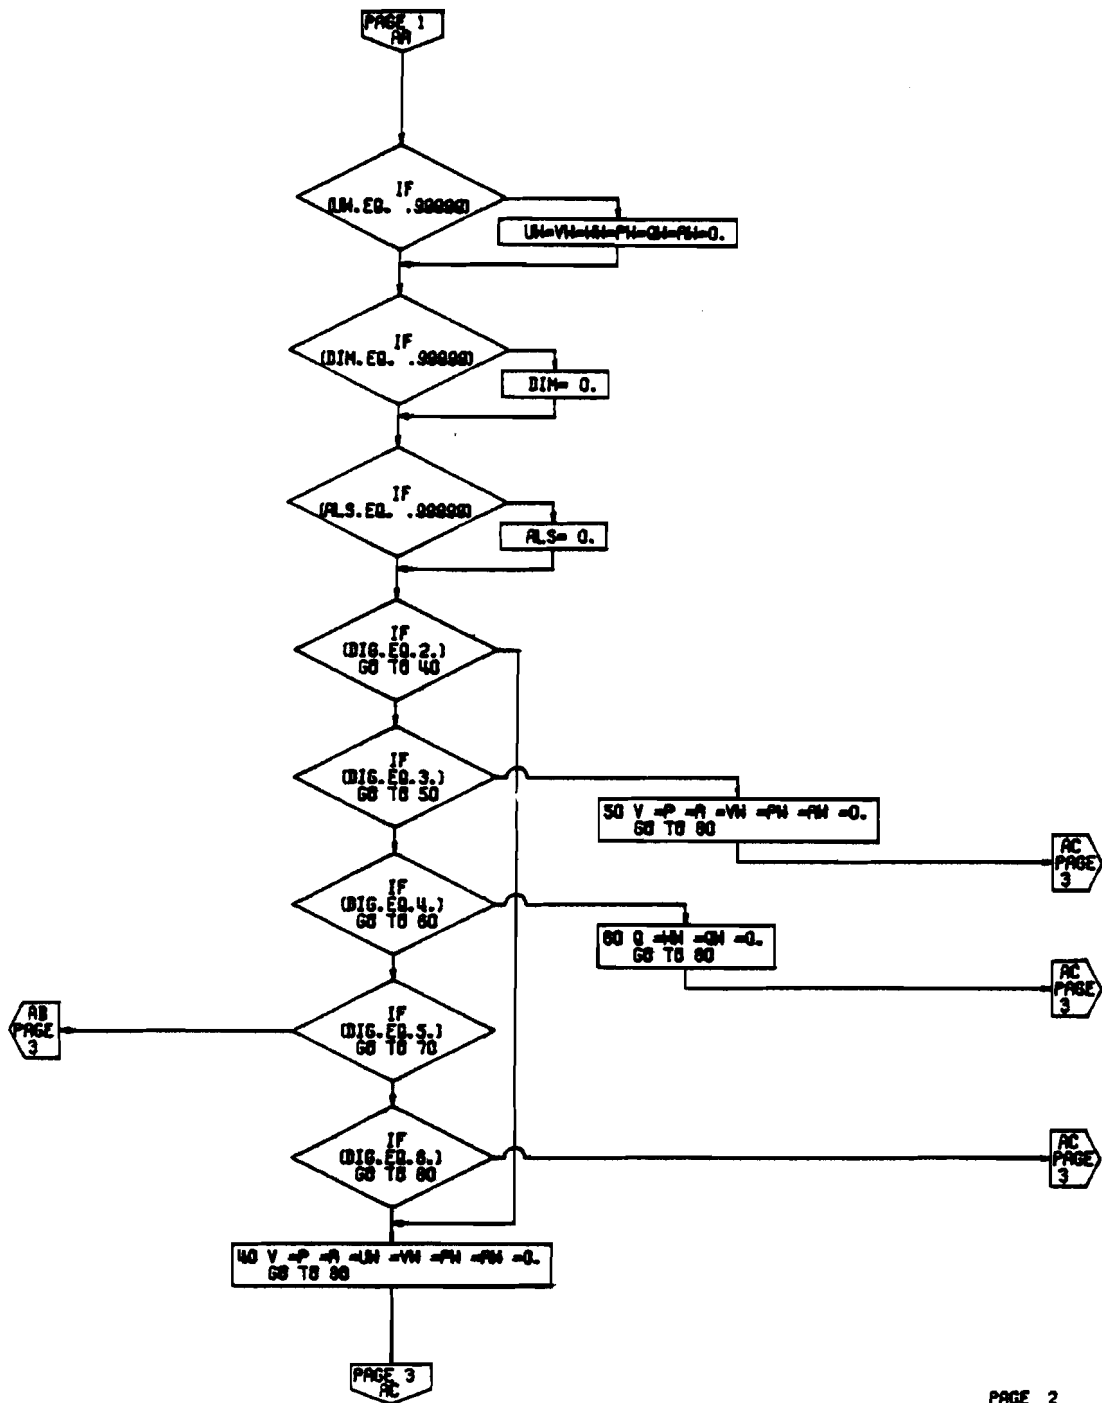 PAGE 1
AA
IF
(UW.EQ. .99999)
UW=VW=WW=PW=QW=RW=0.
IF
(DIM.EQ. .99999)
DIM= 0.
IF
(ALS.EQ. .99999)
ALS= 0.
IF
(DIG.EQ.2.)
GO TO 40
IF
(DIG.EQ.3.)
GO TO 50
50 V =P =R =VW =PW =RW =0.
GO TO 80
AC
PAGE
3
IF
(DIG.EQ.4.)
GO TO 60
60 Q =WW =QW =0.
GO TO 80
AC
PAGE
3
AB
PAGE
3
IF
(DIG.EQ.5.)
GO TO 70
IF
(DIG.EQ.6.)
GO TO 80
AC
PAGE
3
40 V =P =R =UW =VW =PW =RW =0.
GO TO 80
PAGE 3
AC
PAGE 2